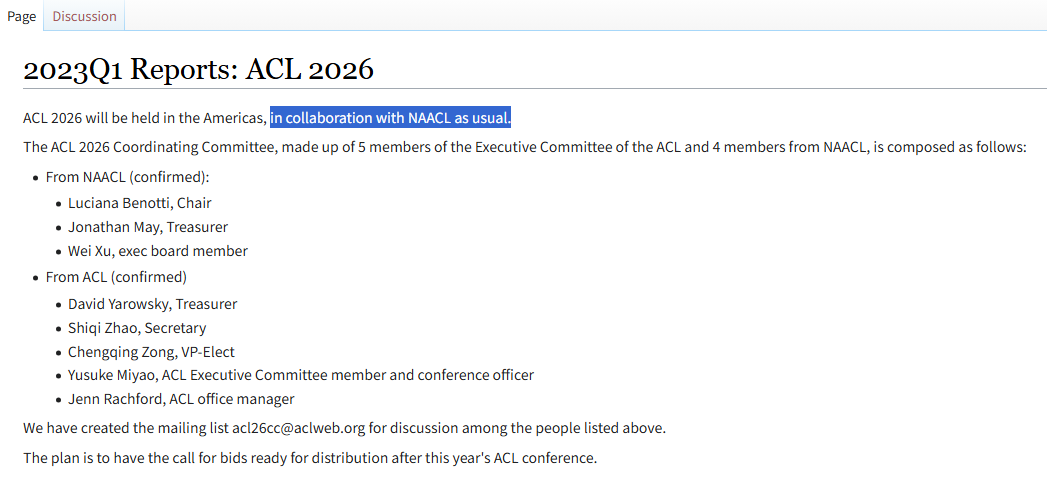 Page
Discussion
2023Q1 Reports: ACL 2026
ACL 2026 will be held in the Americas, in collaboration with NAACL as usual.
The ACL 2026 Coordinating Committee, made up of 5 members of the Executive Committee of the ACL and 4 members from NAACL, is composed as follows:
From NAACL (confirmed):
Luciana Benotti, Chair
Jonathan May, Treasurer
Wei Xu, exec board member
From ACL (confirmed)
David Yarowsky, Treasurer
Shiqi Zhao, Secretary
Chengqing Zong, VP-Elect
Yusuke Miyao, ACL Executive Committee member and conference officer
Jenn Rachford, ACL office manager
We have created the mailing list acl26cc@aclweb.org for discussion among the people listed above.
The plan is to have the call for bids ready for distribution after this year's ACL conference.